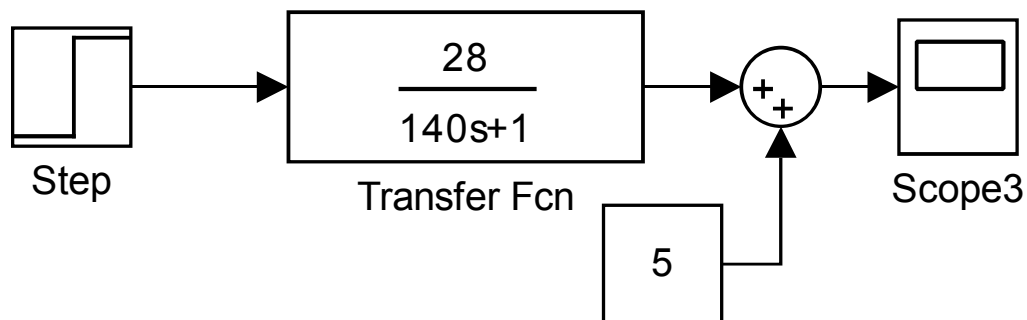 28
140s+1
+
+
Step
Transfer Fcn
Scope3
5